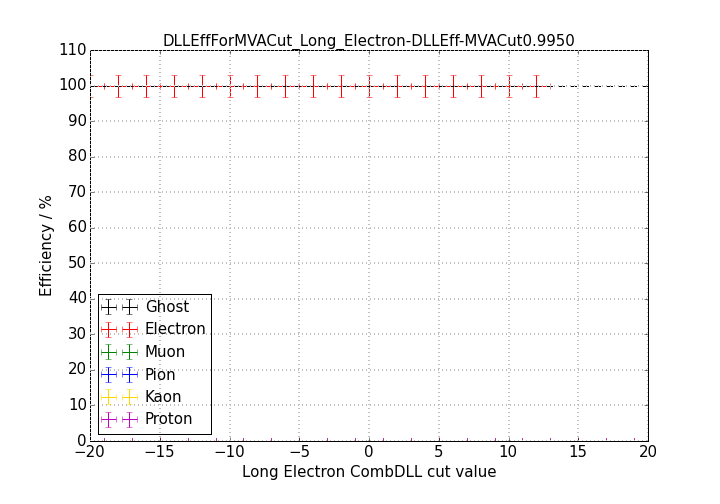 DLLEffForMVACut_Long_Electron-DLLEff-MVACut0.9950
110
100
90
80
70
60
50
40
30
20
10
0
Efficiency / %
Ghost
Electron
Muon
Pion
Kaon
Proton
−20 −15 −10 −5 0 5 10 15 20
Long Electron CombDLL cut value